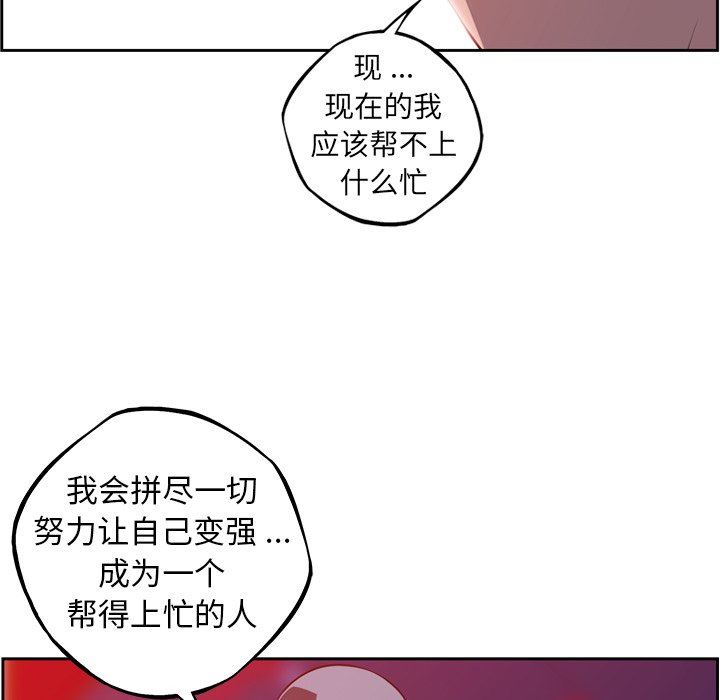 现 ...
现在的我
应该帮不上
什么忙
我会拼尽一切
努力让自己变强 ...
成为一个
帮得上忙的人